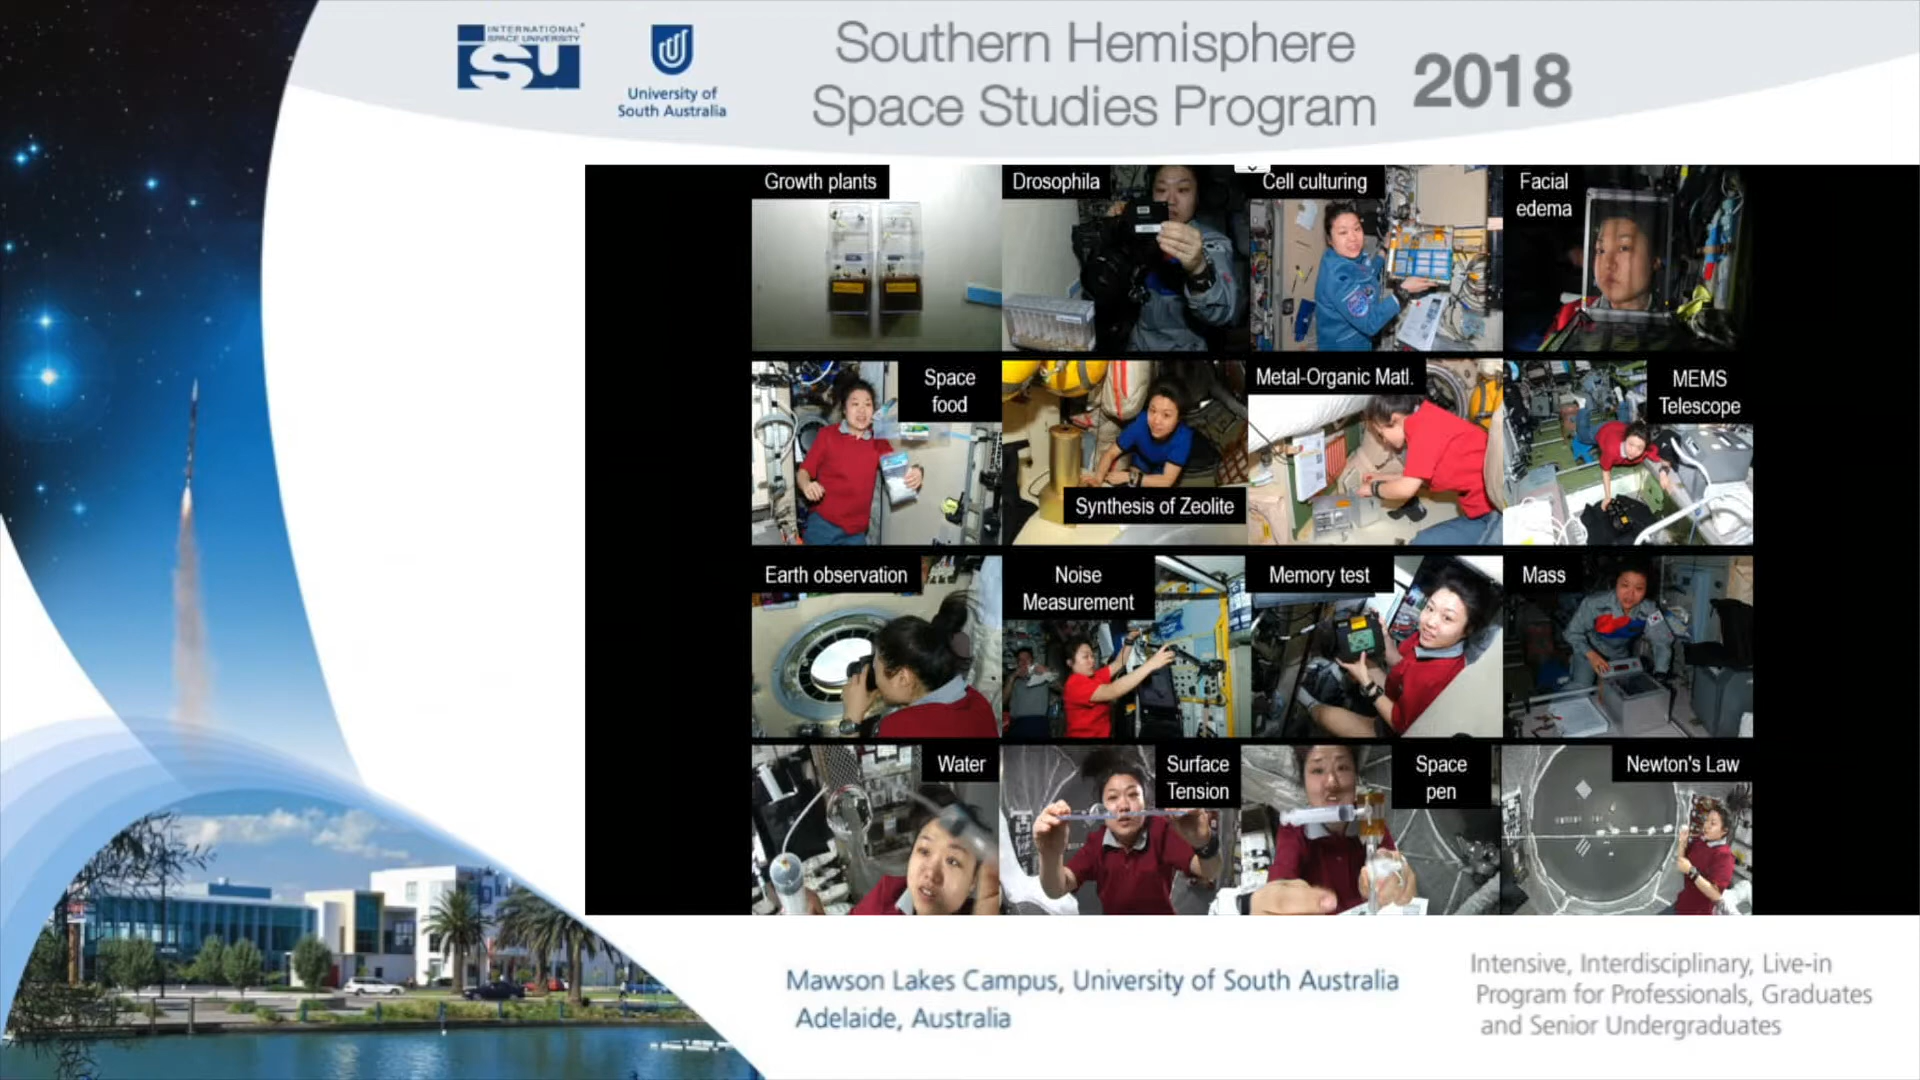 INTERNATIONAL
SPACE UNIVERSITY
ISU
University of
South Australia
Southern Hemisphere
Space Studies Program
2018
Growth plants
Drosophila
Cell culturing
Facial
edema
Space
food
Synthesis of Zeolite
Metal-Organic Matl.
MEMS
Telescope
Earth observation
Noise
Measurement
Memory test
Mass
Water
Surface
Tension
Space
pen
Newton's Law
Mawson Lakes Campus, University of South Australia
Adelaide, Australia
Intensive, Interdisciplinary, Live-in
Program for Professionals, Graduates
and Senior Undergraduates